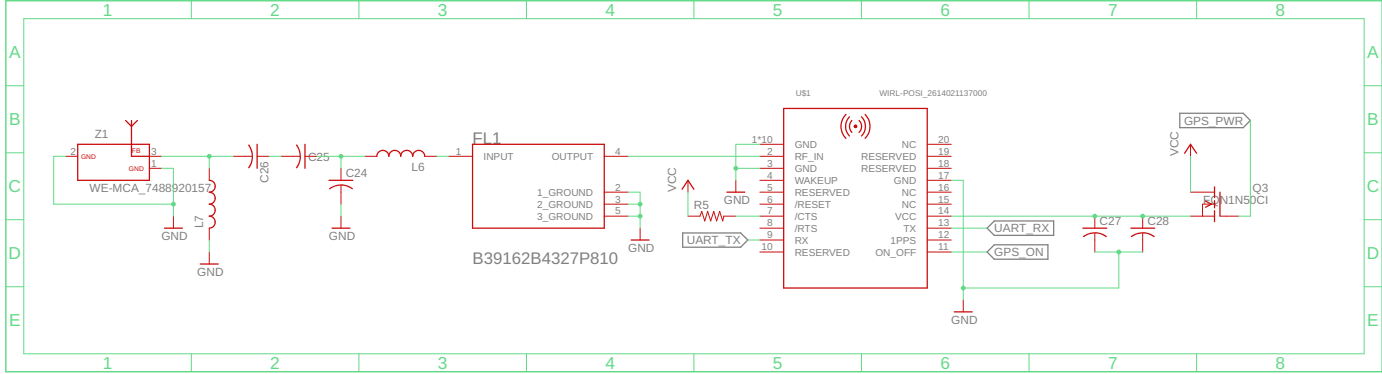 1 2 3 4 5 6 7 8
A A
B B
C C
D D
E E
Z1
2 GND
FB 3
GND 1
WE-MCA_7488920157
GND
L7
GND
C26
C25
C24
GND
L6
FL1
1 INPUT
OUTPUT 4
1_GROUND 2
2_GROUND 3
3_GROUND 5
B39162B4327P810
GND
VCC
R5
UART_TX
GND
U$1
WIRL-POSI_2614021137000
1*10 GND NC 20
2 RF_IN RESERVED 19
3 GND RESERVED 18
4 WAKEUP GND 17
5 RESERVED NC 16
6 /RESET NC 15
7 /CTS VCC 14
8 /RTS TX 13
9 RX 1PPS 12
10 RESERVED ON_OFF 11
UART_RX
GPS_ON
GND
C27
C28
VCC
GPS_PWR
Q3
FQN1N50CI
1 2 3 4 5 6 7 8